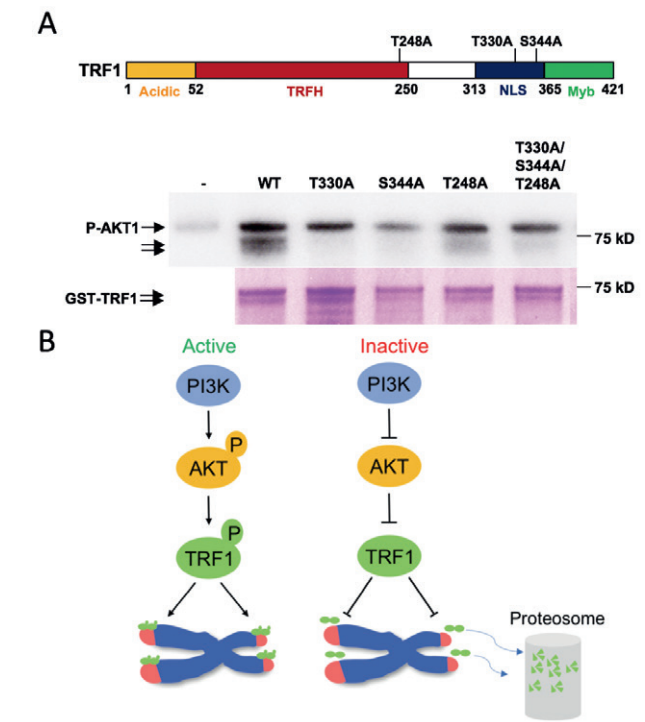 A
T248A T330A S344A
TRF1
1 Acidic 52 TRFH 250 313 NLS 365 Myb 421
T330A/
S344A/
- WT T330A S344A T248A T248A
P-AKT1
75 kD
75 kD
GST-TRF1
B
Active Inactive
PI3K PI3K
P
AKT AKT
P
TRF1 TRF1
Proteosome